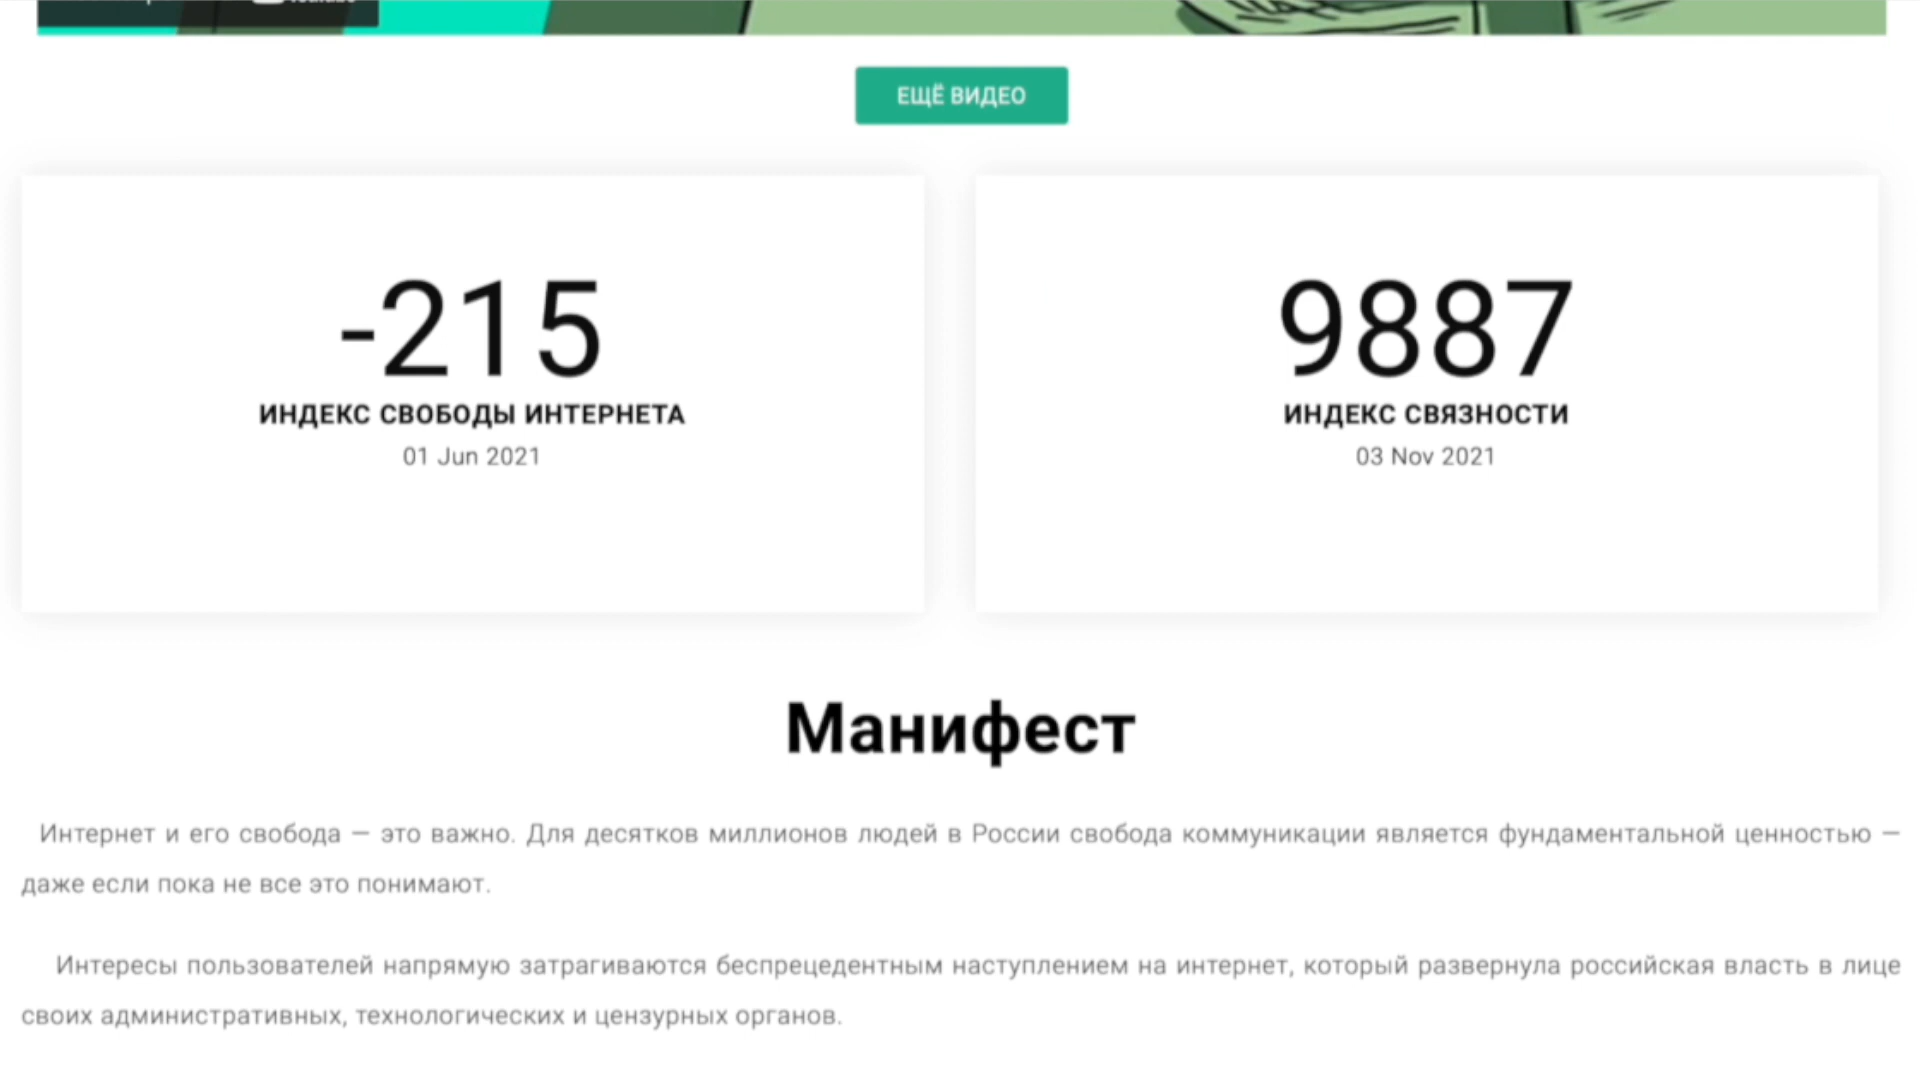 ЕЩЁ ВИДЕО
-215
ИНДЕКС СВОБОДЫ ИНТЕРНЕТА
01 Jun 2021
9887
ИНДЕКС СВЯЗНОСТИ
03 Nov 2021
Манифест
Интернет и его свобода — это важно. Для десятков миллионов людей в России свобода коммуникации является фундаментальной ценностью —
даже если пока не все это понимают.
Интересы пользователей напрямую затрагиваются беспрецедентным наступлением на интернет, который развернула российская власть в лице
своих административных, технологических и цензурных органов.